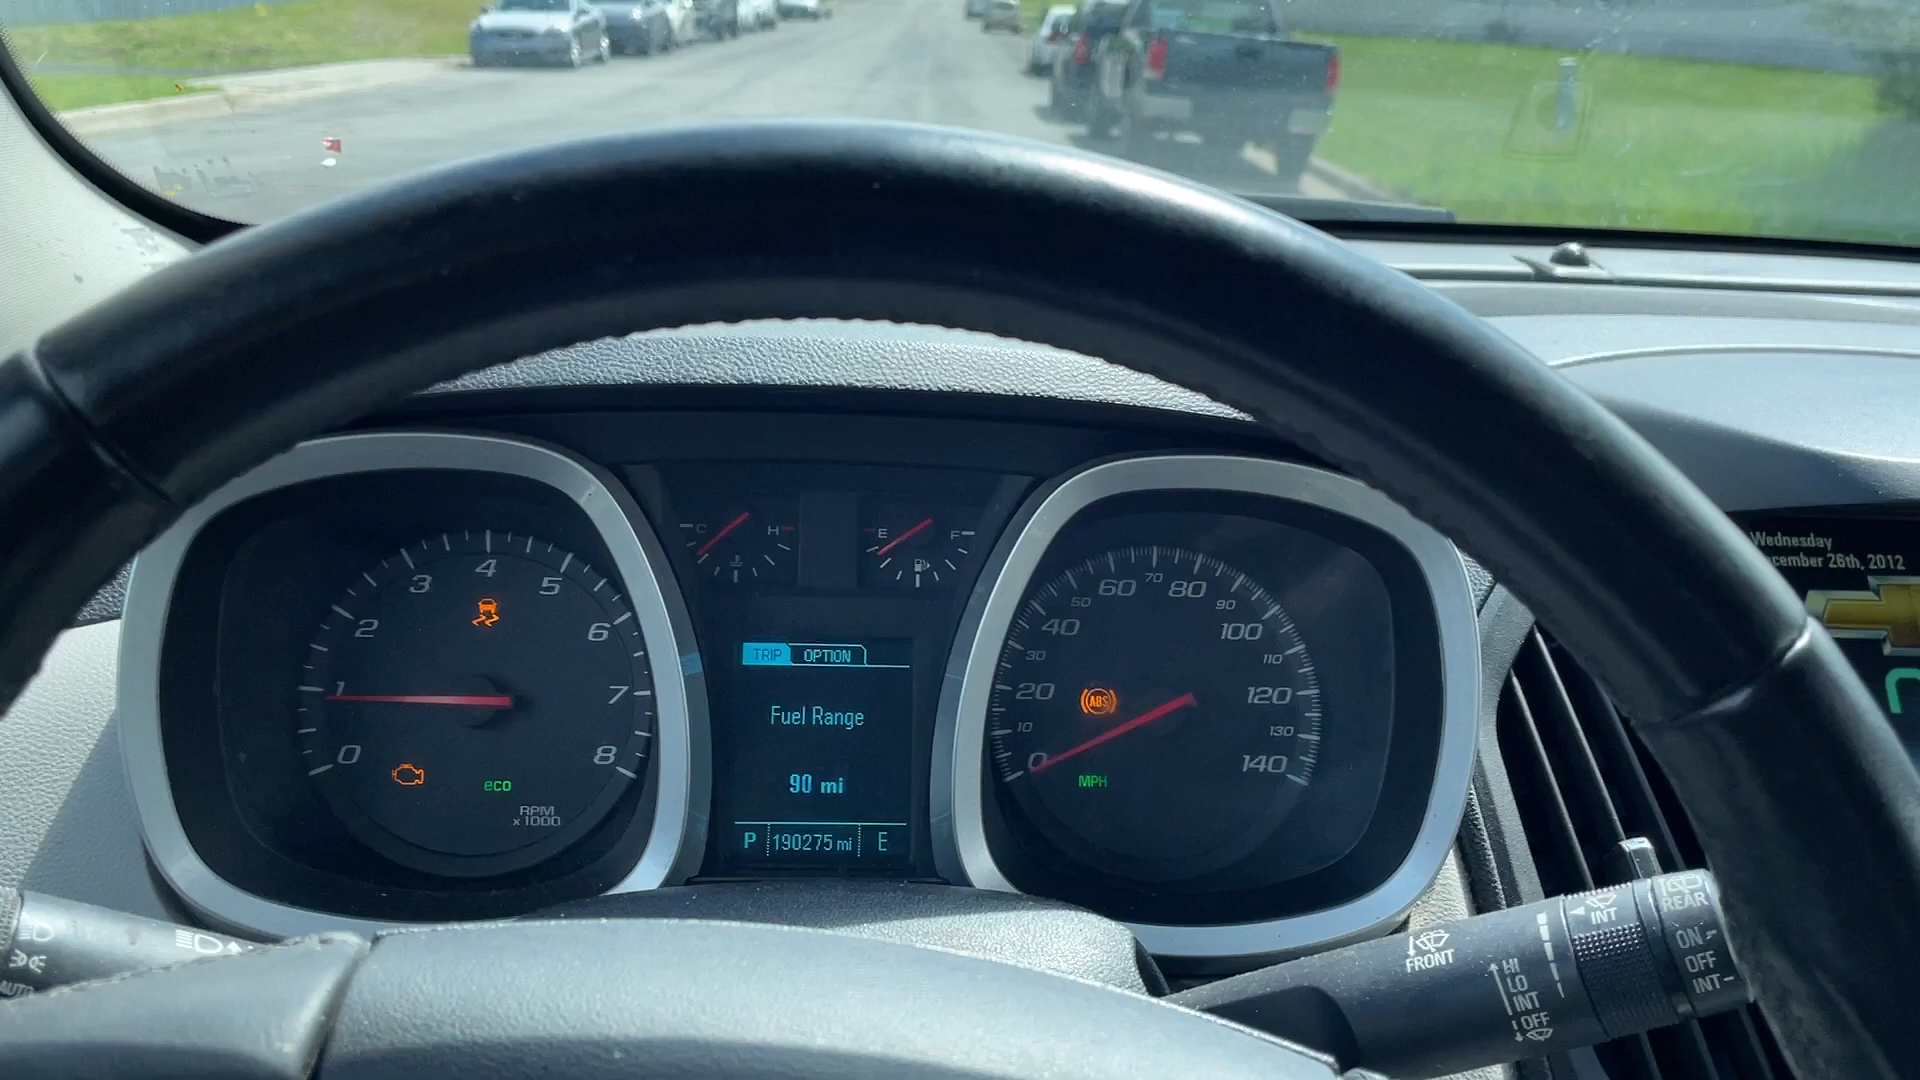 C H
E F
0 1 2 3 4 5 6 7 8
eco
RPM
x1000
TRIP OPTION
Fuel Range
90 mi
P 190275 mi E
0 10 20 30 40 50 60 70 80 90 100 110 120 130 140
ABS
MPH
Wednesday
cember 26th, 2012
AUTO
FRONT
HI
LO
INT
OFF
INT
REAR
ON
OFF
INT